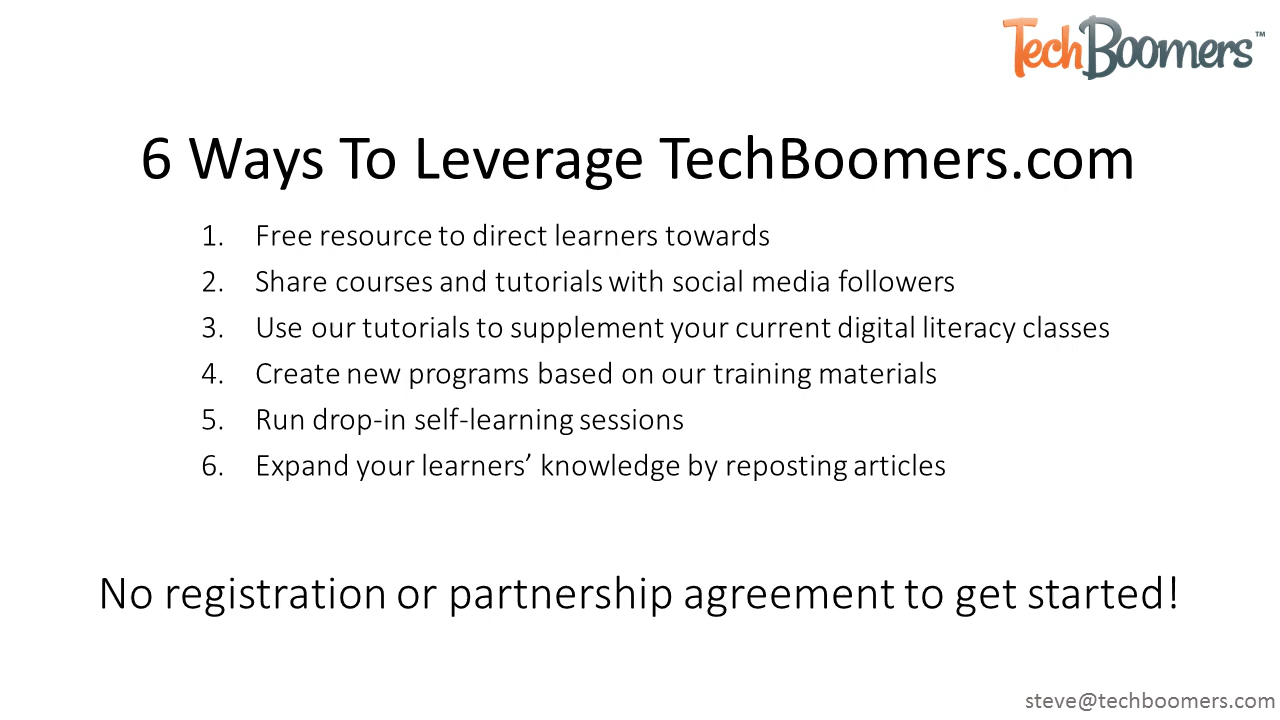 TechBoomers™
6 Ways To Leverage TechBoomers.com
1. Free resource to direct learners towards
2. Share courses and tutorials with social media followers
3. Use our tutorials to supplement your current digital literacy classes
4. Create new programs based on our training materials
5. Run drop-in self-learning sessions
6. Expand your learners’ knowledge by reposting articles
No registration or partnership agreement to get started!
steve@techboomers.com